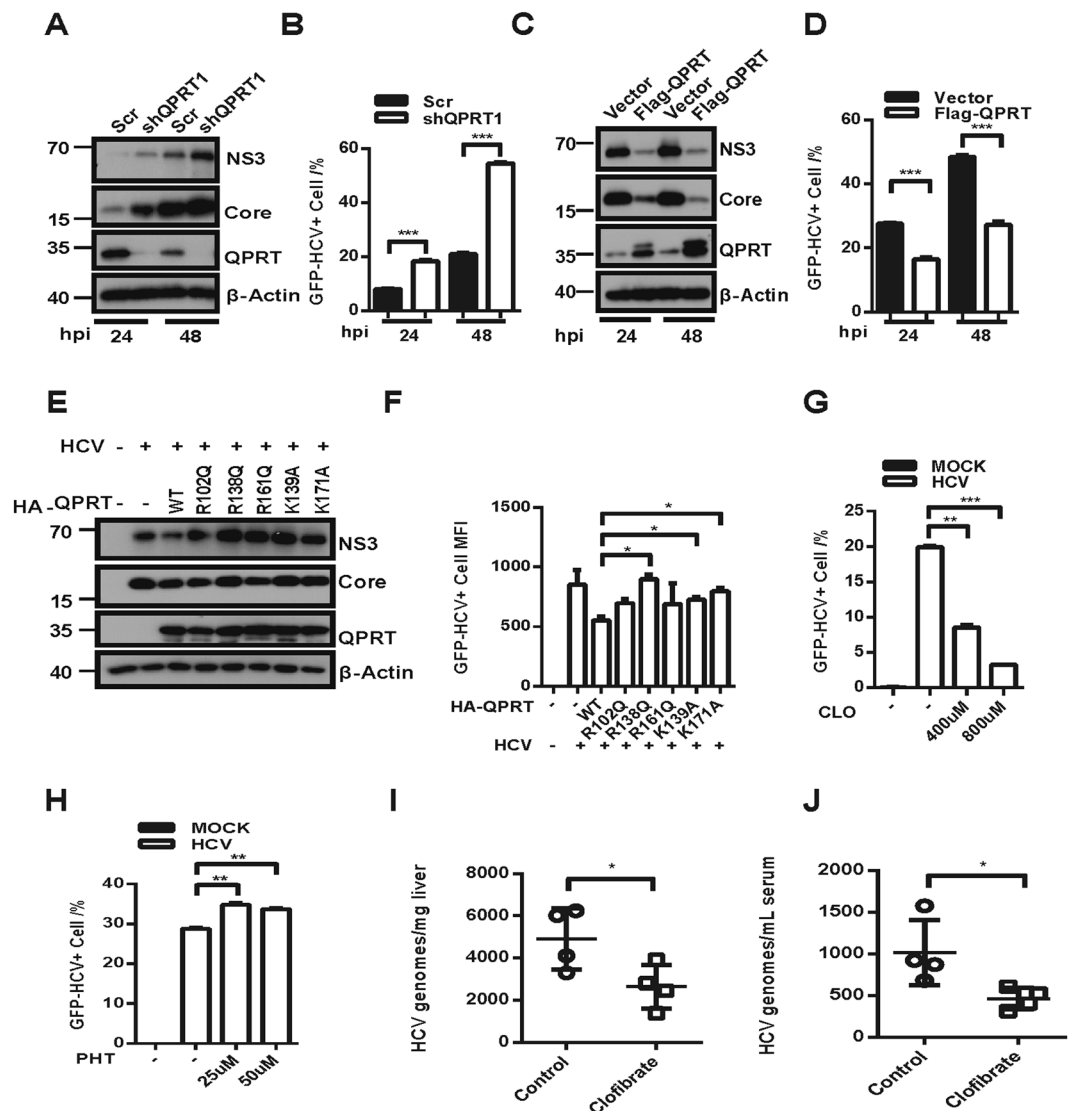 A
Scr
shQPRT1
Scr
shQPRT1
70
NS3
15
Core
35
QPRT
40
β-Actin
hpi
24
48
B
Scr
shQPRT1
GFP-HCV+ Cell /%
60
40
20
0
***
***
24
48
C
Vector
Flag-QPRT
Vector
Flag-QPRT
70
NS3
15
Core
35
QPRT
40
β-Actin
hpi
24
48
D
Vector
Flag-QPRT
GFP-HCV+ Cell /%
60
40
20
0
***
***
hpi
24
48
E
HCV - + + + + + + +
HA-QPRT - - WT R102Q R138Q R161Q K139A K171A
70
NS3
15
Core
35
QPRT
40
β-Actin
F
GFP-HCV+ Cell MFI
1500
1000
500
0
*
*
*
HA-QPRT - - WT R102Q R138Q R161Q K139A K171A
HCV - + + + + + + +
G
MOCK
HCV
GFP-HCV+ Cell /%
25
20
15
10
5
0
***
**
CLO - - 400uM 800uM
H
MOCK
HCV
GFP-HCV+ Cell /%
40
30
20
10
0
**
**
PHT - - 25uM 50uM
I
HCV genomes/mg liver
8000
6000
4000
2000
0
*
Control
Clofibrate
J
HCV genomes/mL serum
2000
1500
1000
500
0
*
Control
Clofibrate